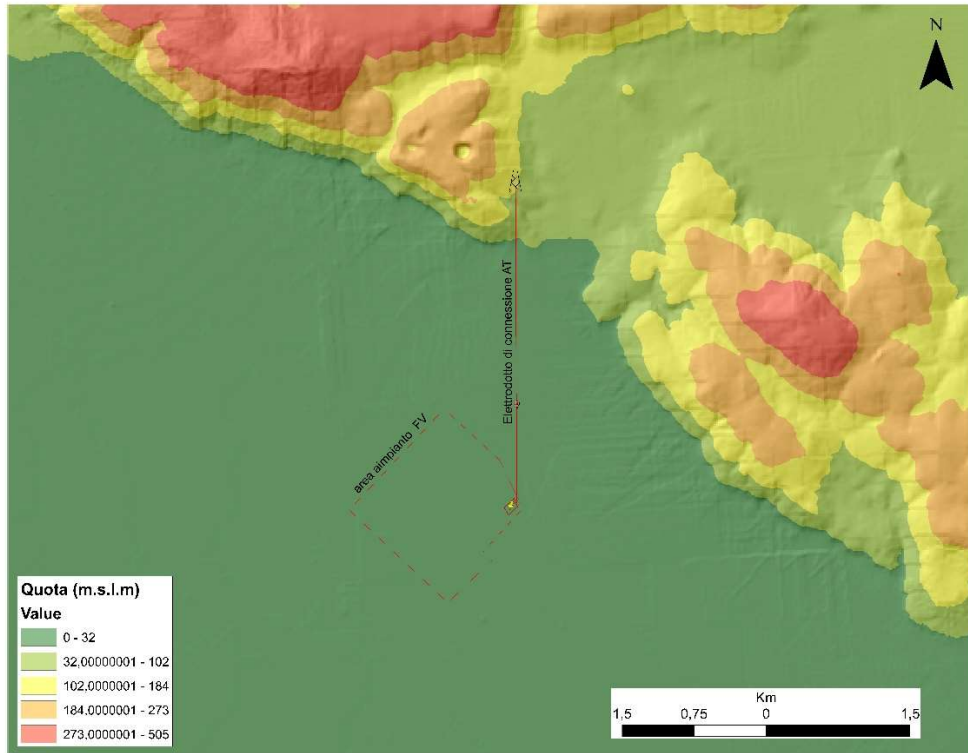 N
Elettrodotto di connessione AT
area aimpianto FV
Quota (m.s.l.m)
Value
0 - 32
32,00000001 - 102
102,0000001 - 184
184,0000001 - 273
273,0000001 - 505
Km
1,5 0,75 0 1,5